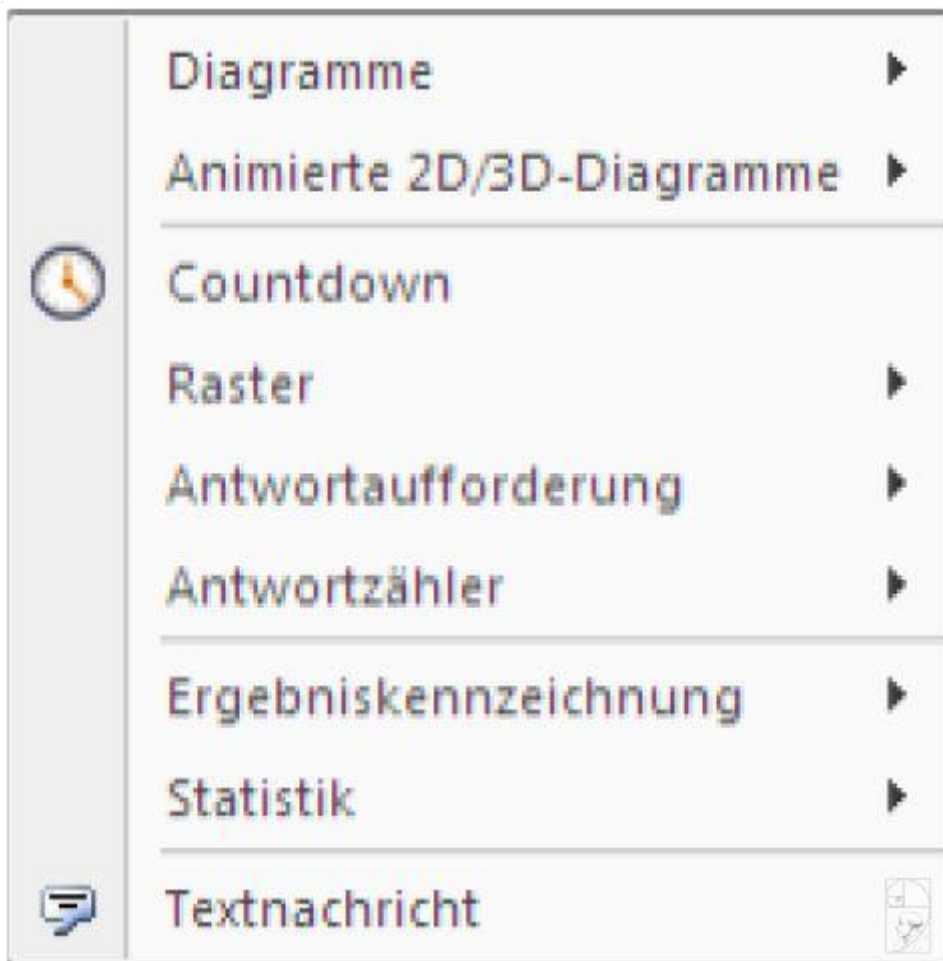 Diagramme
Animierte 2D/3D-Diagramme
Countdown
Raster
Antwortaufforderung
Antwortzähler
Ergebniskennzeichnung
Statistik
Textnachricht